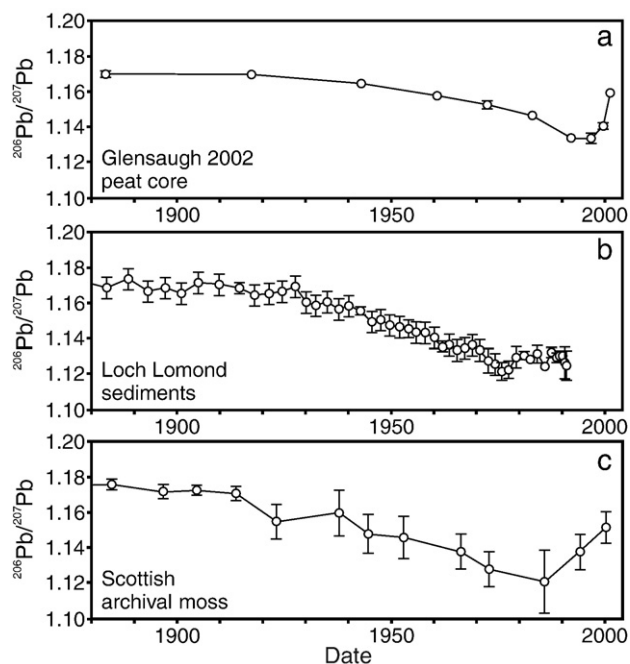 a
1.20
1.18
1.16
1.14
1.12
1.10
²⁰⁶Pb/²⁰⁷Pb
Glensaugh 2002
peat core
1900 1950 2000
b
1.20
1.18
1.16
1.14
1.12
1.10
²⁰⁶Pb/²⁰⁷Pb
Loch Lomond
sediments
1900 1950 2000
c
1.20
1.18
1.16
1.14
1.12
1.10
²⁰⁶Pb/²⁰⁷Pb
Scottish
archival moss
1900 1950 2000
Date